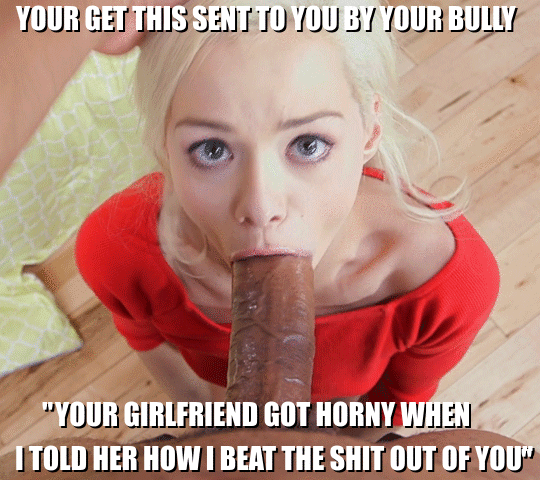 YOUR GET THIS SENT TO YOU BY YOUR BULLY
"YOUR GIRLFRIEND GOT HORNY WHEN
I TOLD HER HOW I BEAT THE SHIT OUT OF YOU"